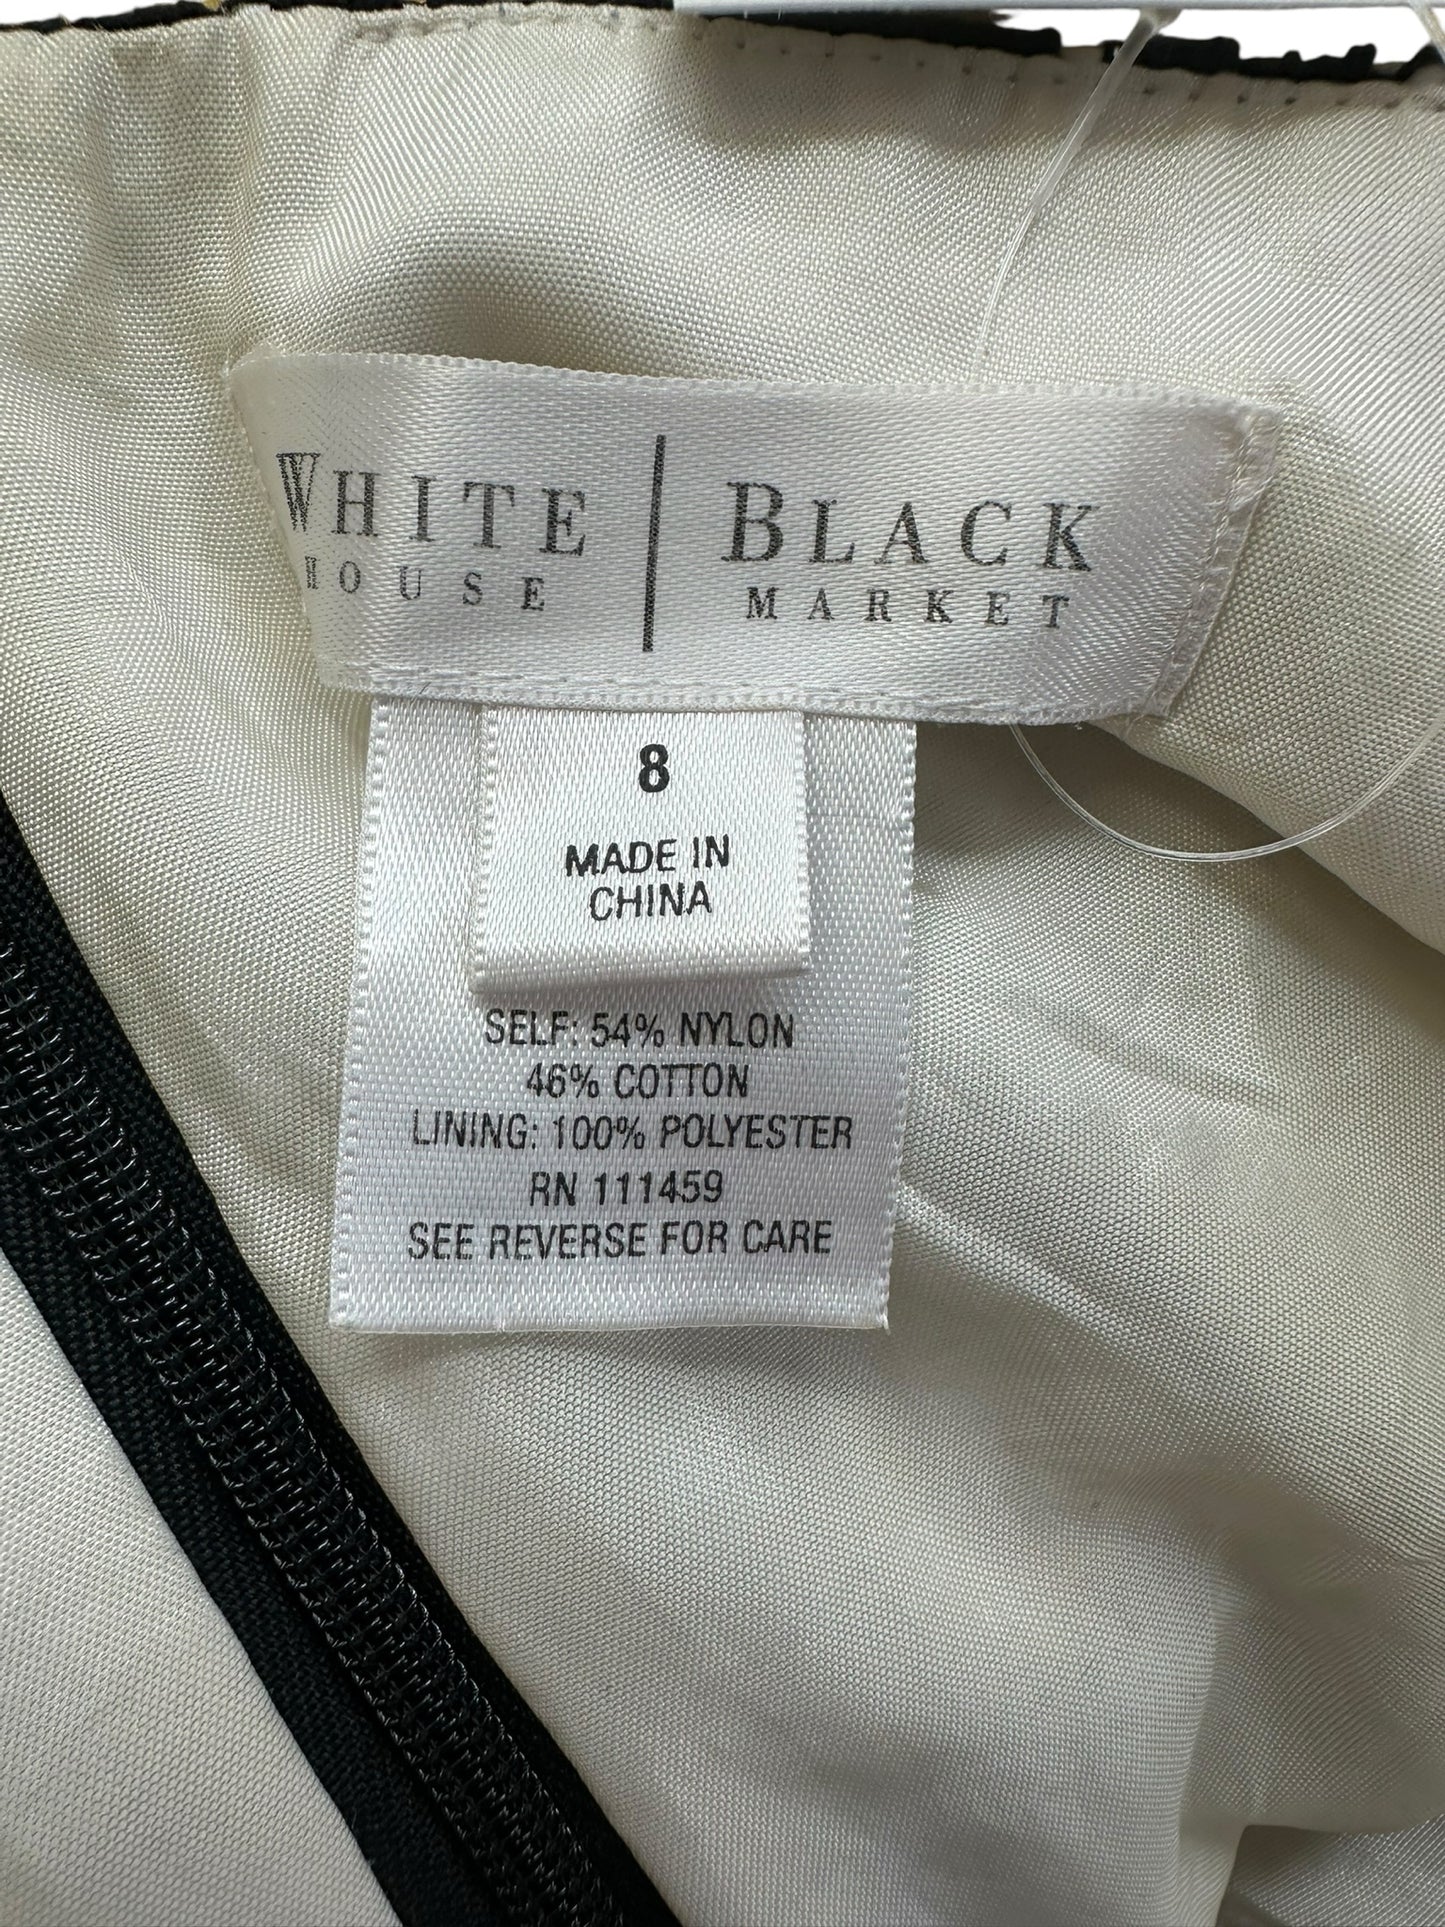 WHITE | BLACK
HOUSE MARKET
8
MADE IN
CHINA
SELF: 54% NYLON
46% COTTON
LINING: 100% POLYESTER
RN 111459
SEE REVERSE FOR CARE